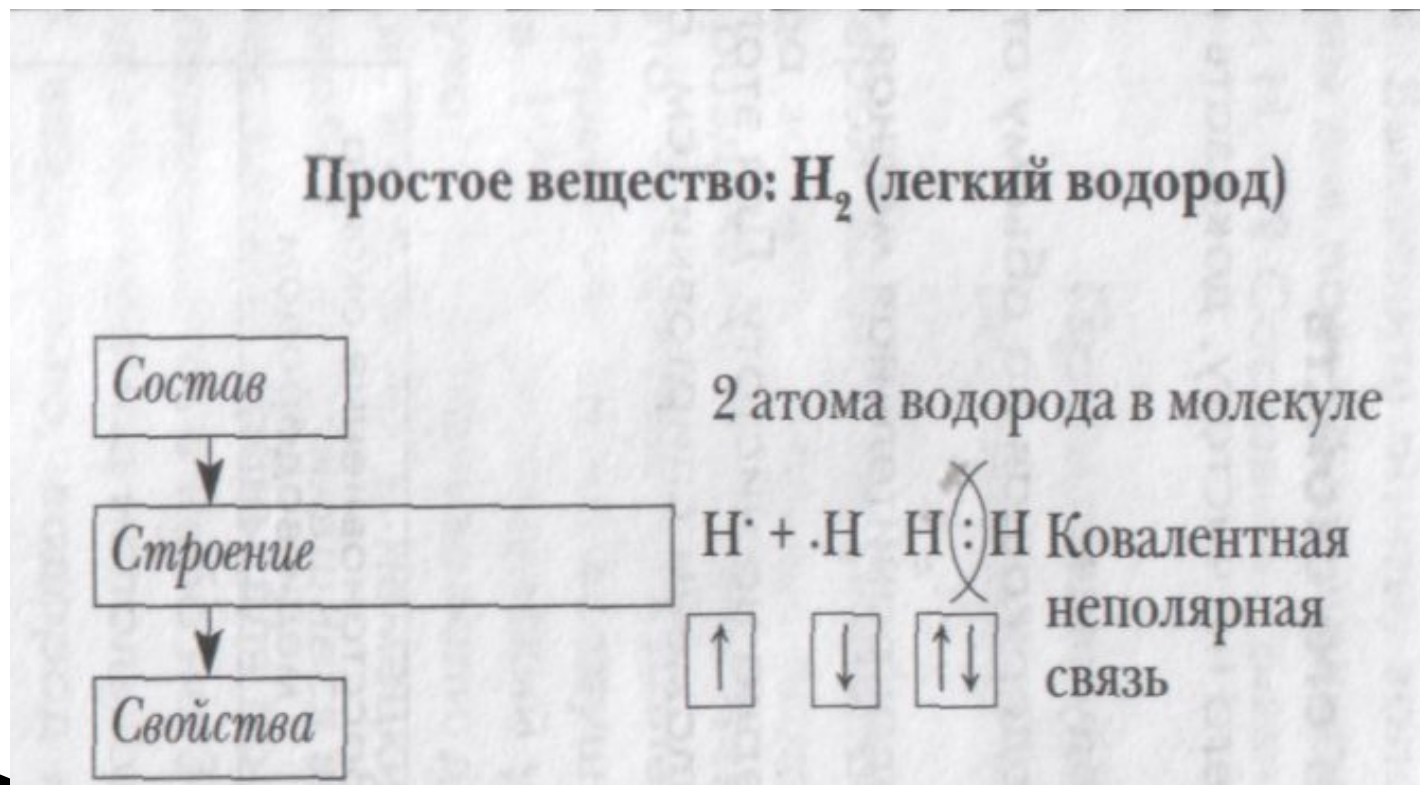 Простое вещество: H₂ (легкий водород)
Состав
2 атома водорода в молекуле
Строение
H· + ·H H:H Ковалентная
неполярная
связь
↑ ↓ ↑↓
Свойства